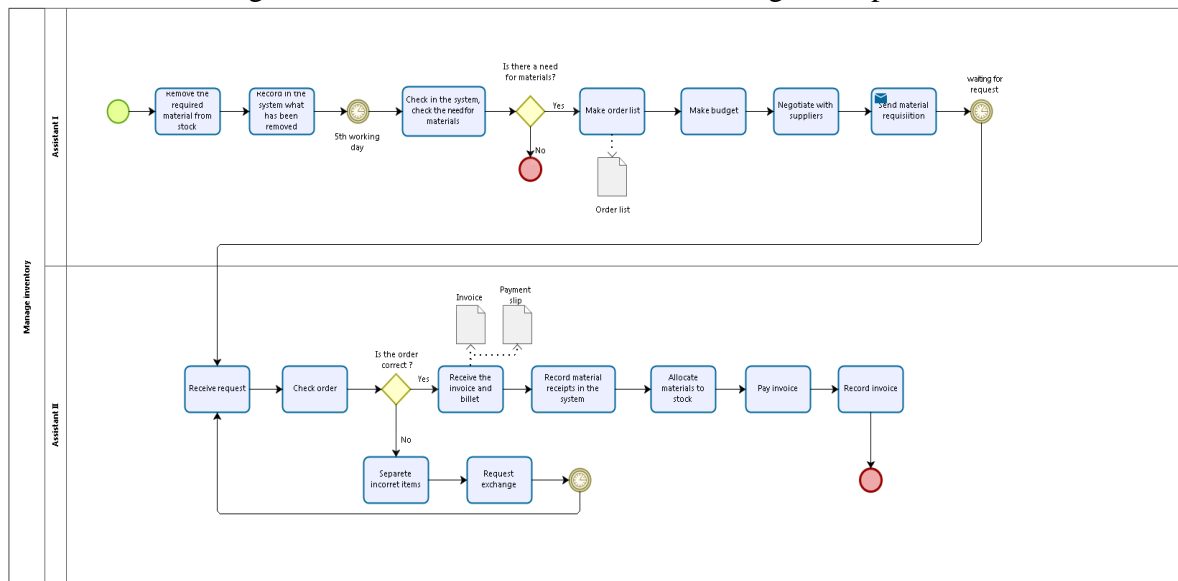 Manage inventory
Assistant I
Remove the
required
material from
stock
Record in the
system what
has been
removed
5th working
day
Check in the system,
check the needfor
materials
Is there a need
for materials?
Yes
No
Make order list
Order list
Make budget
Negotiate with
suppliers
Send material
requisiition
waiting for
request
Assistant II
Receive request
Check order
Is the order
correct ?
Yes
No
Invoice
Payment
slip
Receive the
invoice and
billet
Record material
receipts in the
system
Allocate
materials to
stock
Pay invoice
Record invoice
Separete
incorret items
Request
exchange